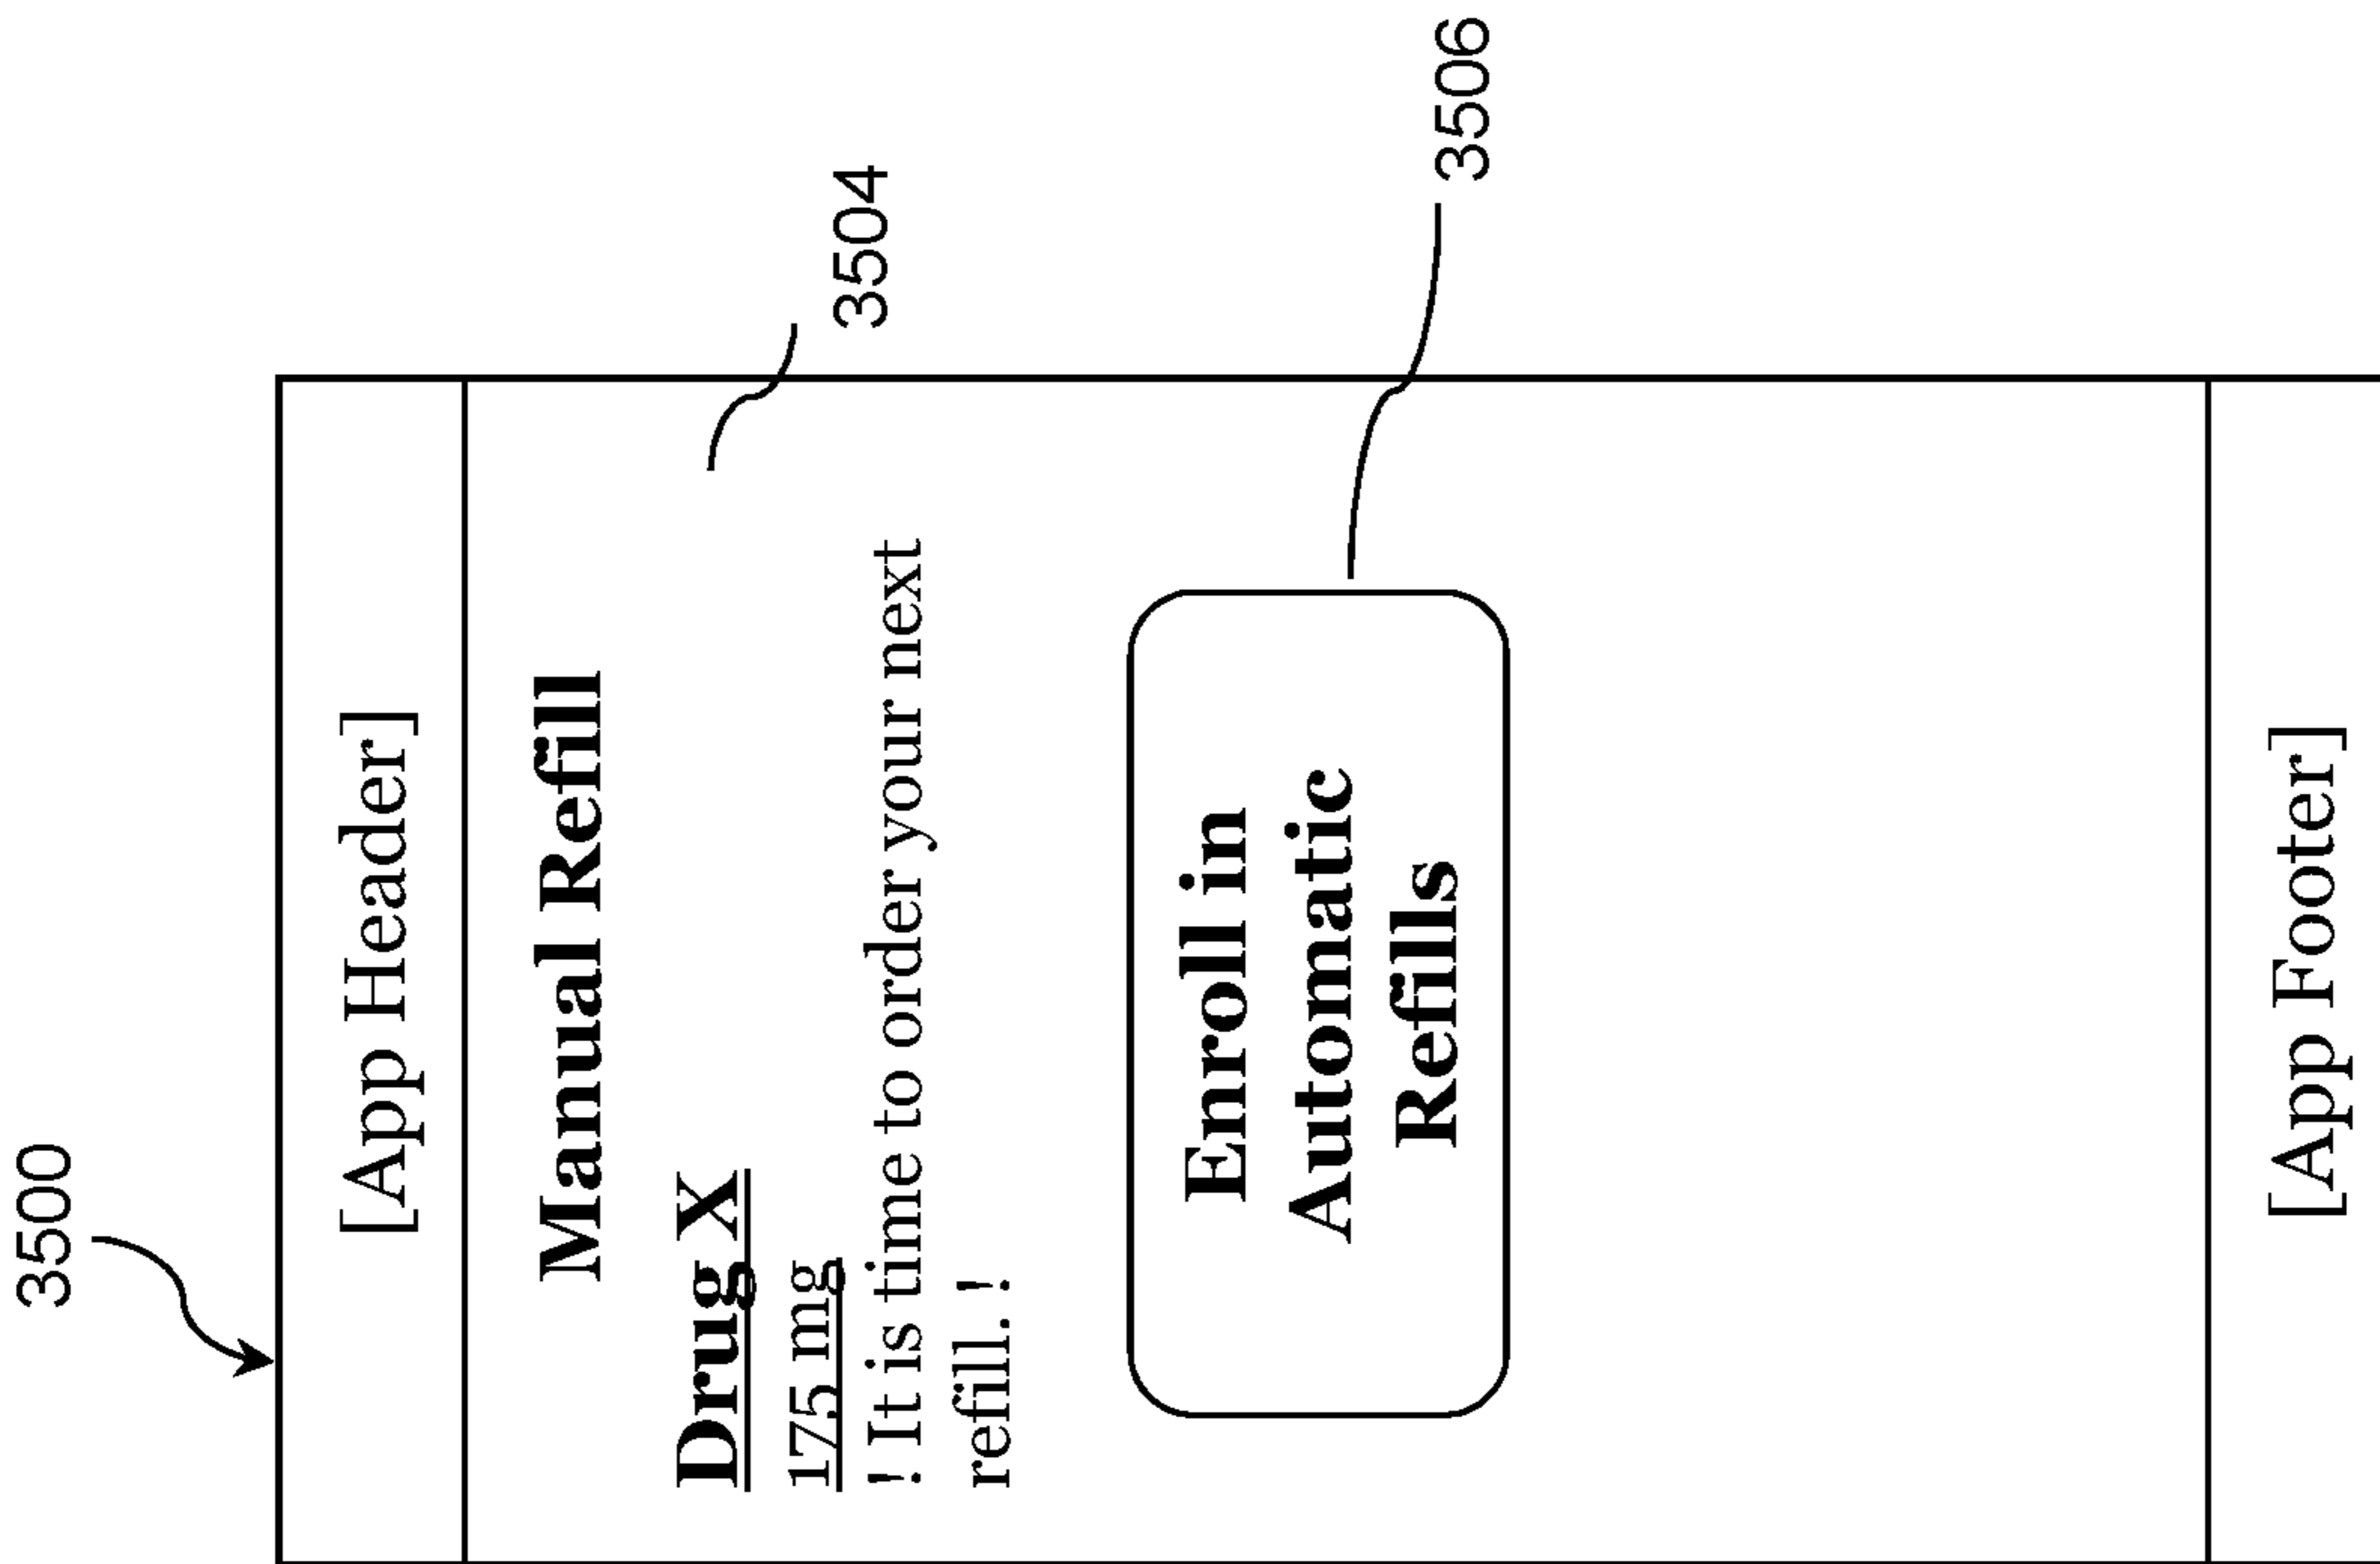 3500
[App Header]
Manual Refill
Drug X
175 mg
3504
! It is time to order your next
refill. !
Enroll in
Automatic
Refills
3506
[App Footer]